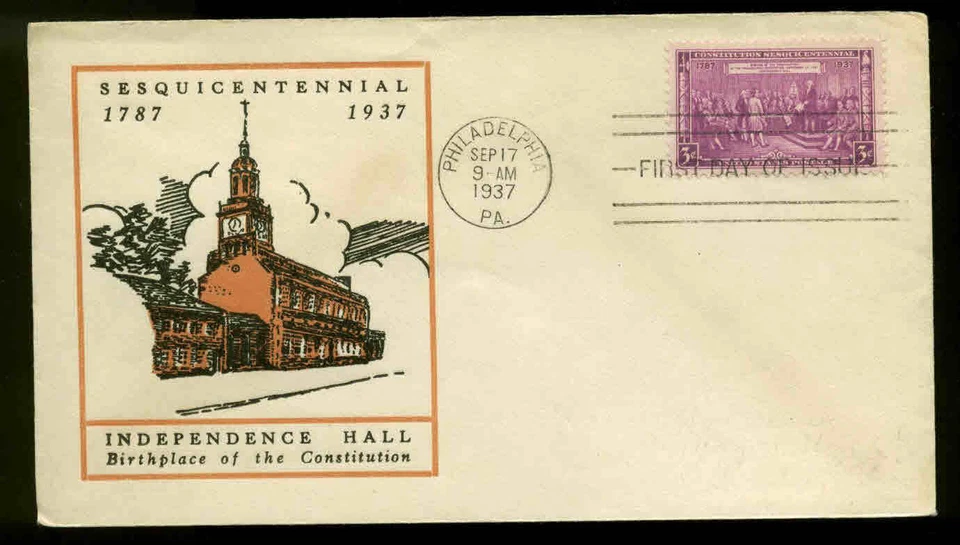 SESQUICENTENNIAL
1787 1937
INDEPENDENCE HALL
Birthplace of the Constitution
PHILADELPHIA
SEP 17
9-AM
1937
PA.
CONSTITUTION SESQUICENTENNIAL
1787 1937
3¢ POSTAGE 3¢
FIRST DAY OF ISSUE